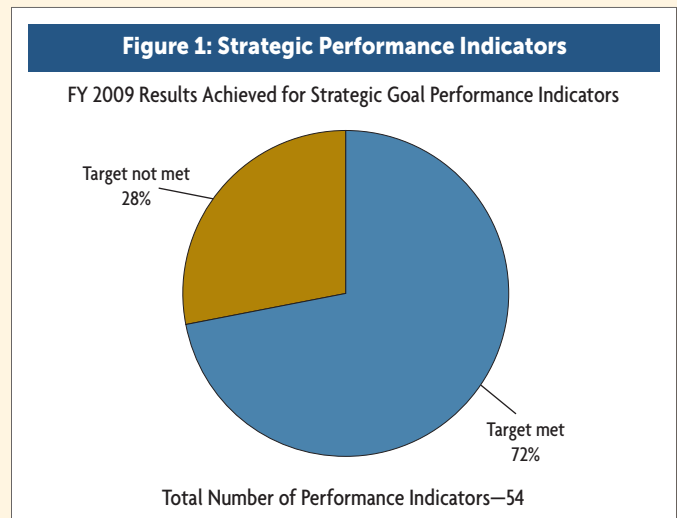 Figure 1: Strategic Performance Indicators
FY 2009 Results Achieved for Strategic Goal Performance Indicators
Target not met
28%
Target met
72%
Total Number of Performance Indicators—54